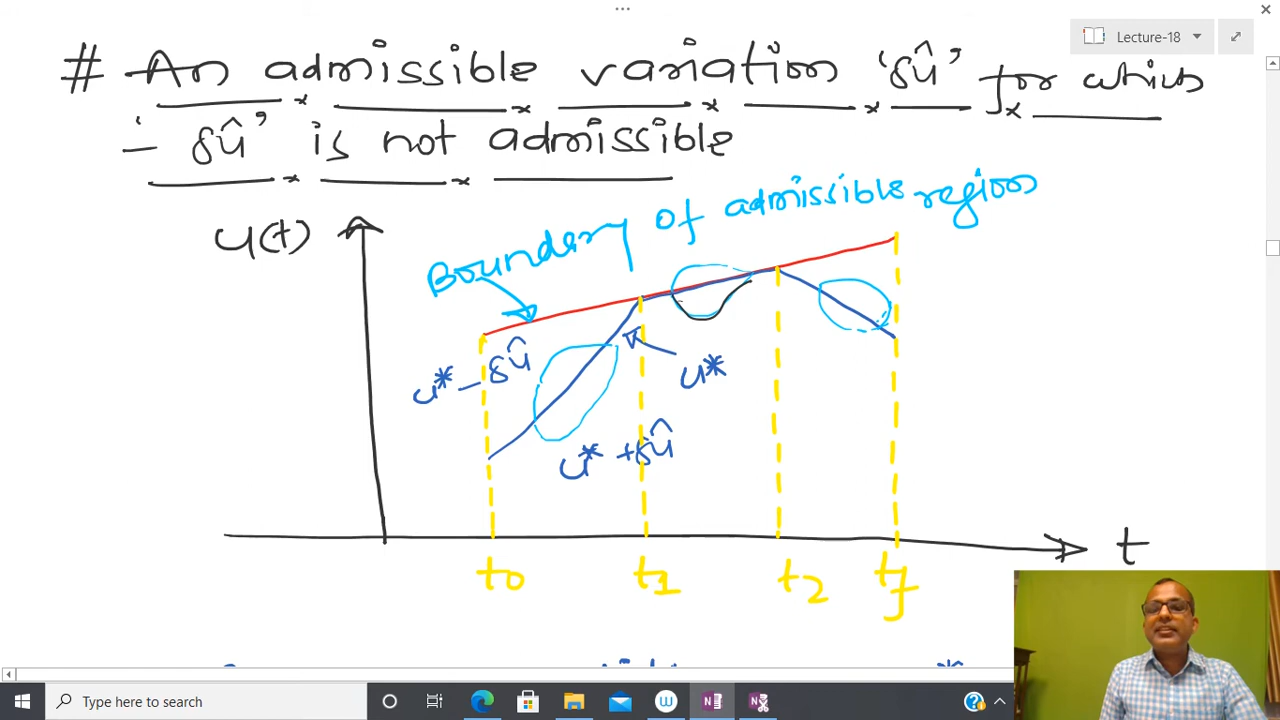 Lecture-18
# An admissible variation 'δû' for which
'- δû' is not admissible
u(t)
Boundary of admissible region
u* - δû
u*
u* + δû
t
t0 t1 t2 tf
Type here to search